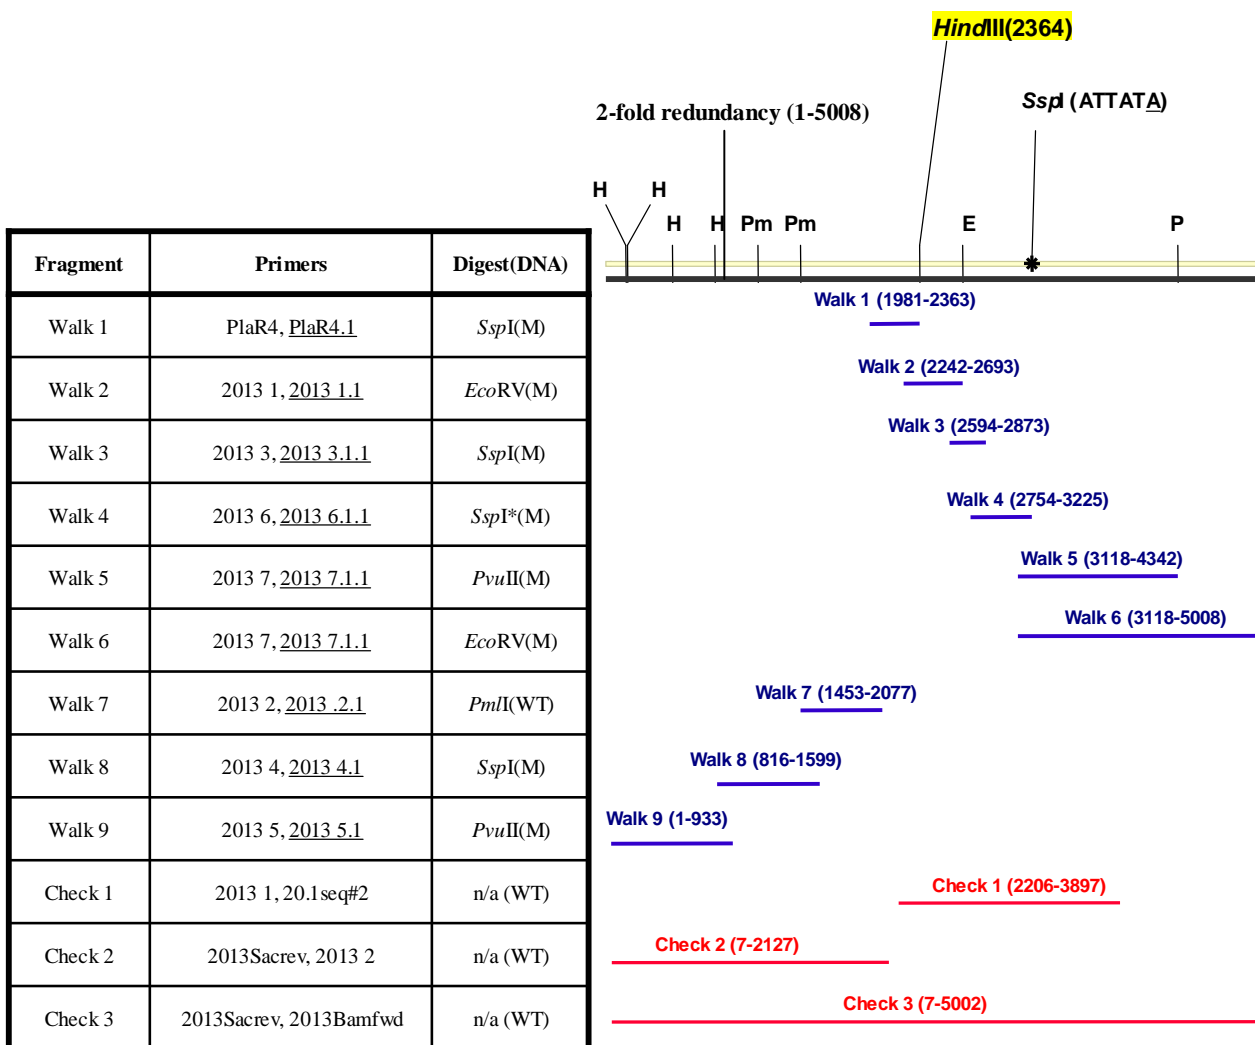 HindIII(2364)
SspI (ATTATA)
2-fold redundancy (1-5008)
H H
H H Pm Pm E P
Fragment Primers Digest(DNA)
Walk 1 PlaR4, PlaR4.1 SspI(M)
Walk 2 2013 1, 2013 1.1 EcoRV(M)
Walk 3 2013 3, 2013 3.1.1 SspI(M)
Walk 4 2013 6, 2013 6.1.1 SspI*(M)
Walk 5 2013 7, 2013 7.1.1 PvuII(M)
Walk 6 2013 7, 2013 7.1.1 EcoRV(M)
Walk 7 2013 2, 2013 .2.1 PmlI(WT)
Walk 8 2013 4, 2013 4.1 SspI(M)
Walk 9 2013 5, 2013 5.1 PvuII(M)
Check 1 2013 1, 20.1seq#2 n/a (WT)
Check 2 2013Sacrev, 2013 2 n/a (WT)
Check 3 2013Sacrev, 2013Bamfwd n/a (WT)
Walk 1 (1981-2363)
Walk 2 (2242-2693)
Walk 3 (2594-2873)
Walk 4 (2754-3225)
Walk 5 (3118-4342)
Walk 6 (3118-5008)
Walk 7 (1453-2077)
Walk 8 (816-1599)
Walk 9 (1-933)
Check 1 (2206-3897)
Check 2 (7-2127)
Check 3 (7-5002)